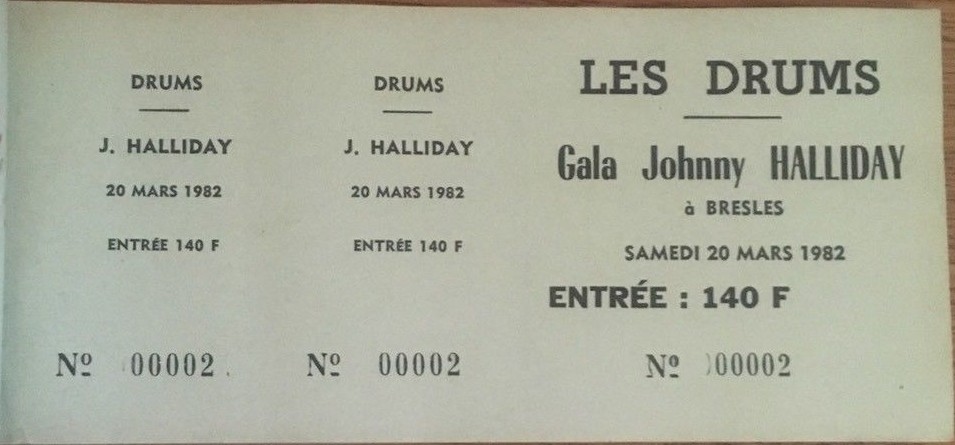 DRUMS
J. HALLIDAY
20 MARS 1982
ENTRÉE 140 F
Nº 00002
DRUMS
J. HALLIDAY
20 MARS 1982
ENTRÉE 140 F
Nº 00002
LES DRUMS
Gala Johnny HALLIDAY
à BRESLES
SAMEDI 20 MARS 1982
ENTRÉE : 140 F
Nº 00002